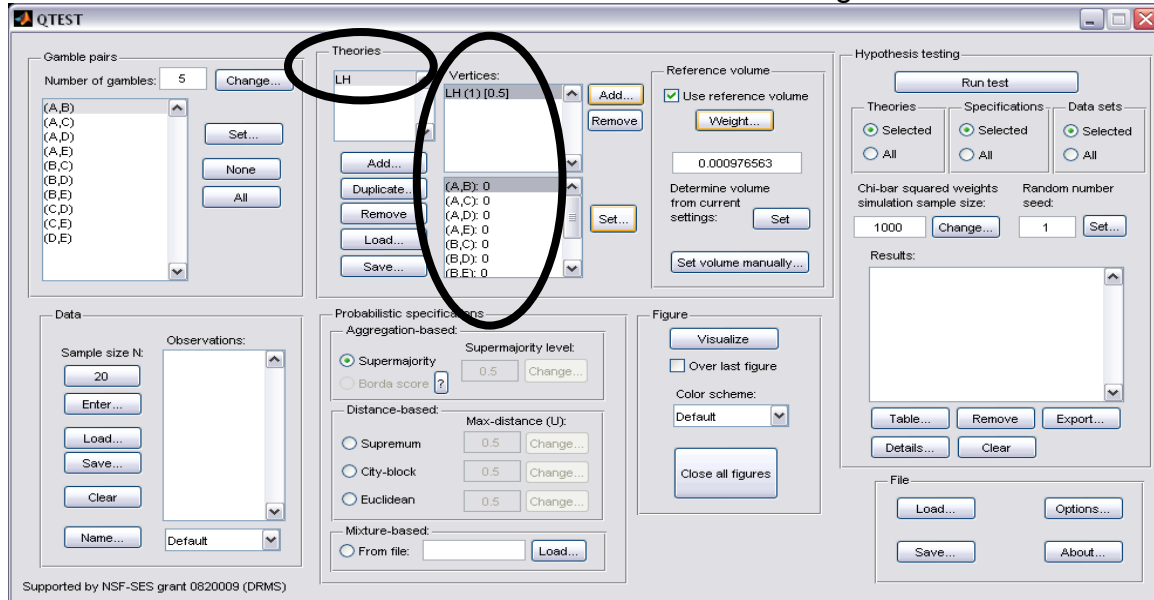 QTEST
Gamble pairs
Number of gambles: 5 Change...
(A,B)
(A,C)
(A,D)
(A,E)
(B,C)
(B,D)
(B,E)
(C,D)
(C,E)
(D,E)
Set...
None
All
Theories
LH
Add...
Duplicate...
Remove
Load...
Save...
Vertices:
LH (1) [0.5]
Add...
Remove
(A,B): 0
(A,C): 0
(A,D): 0
(A,E): 0
(B,C): 0
(B,D): 0
(B,E): 0
Set...
Reference volume
Use reference volume
Weight...
0.000976563
Determine volume
from current
settings: Set
Set volume manually...
Hypothesis testing
Run test
Theories
Selected
All
Specifications
Selected
All
Data sets
Selected
All
Chi-bar squared weights
simulation sample size:
1000 Change...
Random number
seed:
1 Set...
Results:
Table... Remove Export...
Details... Clear
Data
Sample size N:
20
Enter...
Load...
Save...
Clear
Name...
Observations:
Default
Probabilistic specifications
Aggregation-based:
Supermajority
Borda score ?
Supermajority level:
0.5 Change...
Distance-based:
Max-distance (U):
Supremum 0.5 Change...
City-block 0.5 Change...
Euclidean 0.5 Change...
Mixture-based:
From file: Load...
Figure
Visualize
Over last figure
Color scheme:
Default
Close all figures
File
Load... Options...
Save... About...
Supported by NSF-SES grant 0820009 (DRMS)